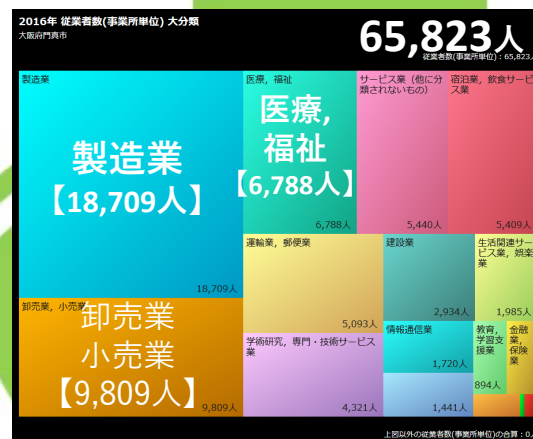 2016年 従業者数(事業所単位) 大分類
大阪府門真市
65,823人
従業者数(事業所単位)：65,823
製造業
製造業
【18,709人】
18,709人
医療，福祉
医療，
福祉
【6,788人】
6,788人
サービス業（他に分
類されないもの）
5,440人
宿泊業，飲食サービ
ス業
5,409人
卸売業，小売業
卸売業
小売業
【9,809人】
9,809人
運輸業，郵便業
5,093人
建設業
2,934人
生活関連サー
ビス業，娯楽
業
1,985人
学術研究，専門・技術サービス
業
4,321人
情報通信業
1,720人
1,441人
教育，
学習支
援業
894人
金融
業，
保険
業
上図以外の従業者数(事業所単位)の合算：0